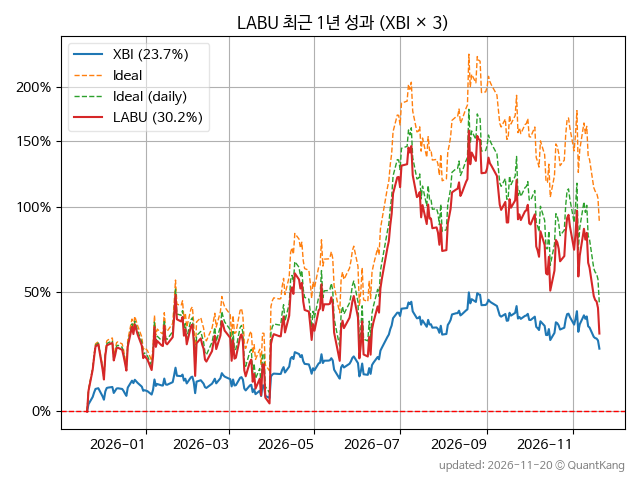 LABU 최근 1년 성과 (XBI × 3)
XBI (23.7%)
Ideal
Ideal (daily)
LABU (30.2%)
200%
150%
100%
50%
0%
2026-01 2026-03 2026-05 2026-07 2026-09 2026-11
updated: 2026-11-20 © QuantKang